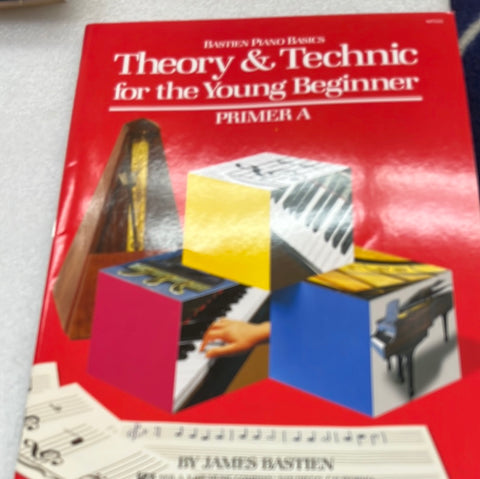 BASTIEN PIANO BASICS
Theory & Technic
for the Young Beginner
PRIMER A
BY JAMES BASTIEN